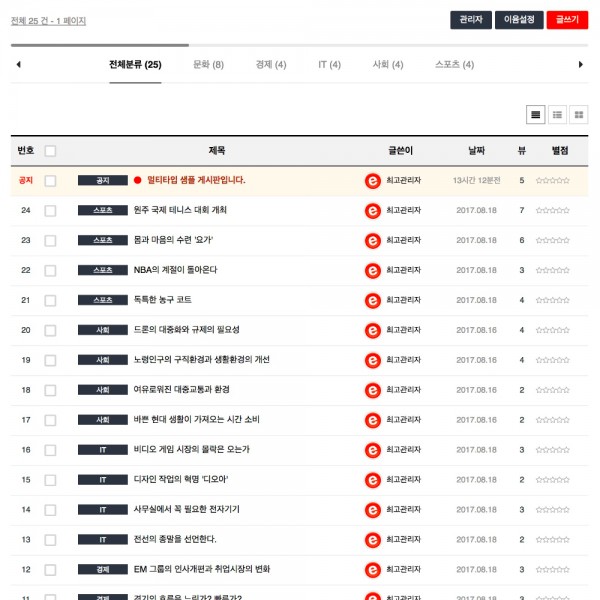 전체 25 건 - 1 페이지
관리자 이윰설정 글쓰기
전체분류 (25) 문화 (8) 경제 (4) IT (4) 사회 (4) 스포츠 (4)
번호 제목 글쓴이 날짜 뷰 별점
공지 공지 멀티타입 샘플 게시판입니다. e 최고관리자 13시간 12분전 5
24 스포츠 원주 국제 테니스 대회 개최 e 최고관리자 2017.08.18 7
23 스포츠 몸과 마음의 수련 '요가' e 최고관리자 2017.08.18 6
22 스포츠 NBA의 계절이 돌아온다 e 최고관리자 2017.08.18 3
21 스포츠 독특한 농구 코트 e 최고관리자 2017.08.18 4
20 사회 드론의 대중화와 규제의 필요성 e 최고관리자 2017.08.16 4
19 사회 노령인구의 구직환경과 생활환경의 개선 e 최고관리자 2017.08.16 4
18 사회 여유로워진 대중교통과 환경 e 최고관리자 2017.08.16 2
17 사회 바쁜 현대 생활이 가져오는 시간 소비 e 최고관리자 2017.08.16 2
16 IT 비디오 게임 시장의 몰락은 오는가 e 최고관리자 2017.08.18 3
15 IT 디자인 작업의 혁명 '디오아' e 최고관리자 2017.08.18 2
14 IT 사무실에서 꼭 필요한 전자기기 e 최고관리자 2017.08.18 3
13 IT 전선의 종말을 선언한다. e 최고관리자 2017.08.18 2
12 경제 EM 그룹의 인사개편과 취업시장의 변화 e 최고관리자 2017.08.18 3
11 경제 경기의 흐름을 느리가? 빠른가? 최고관리자 2017.08.18